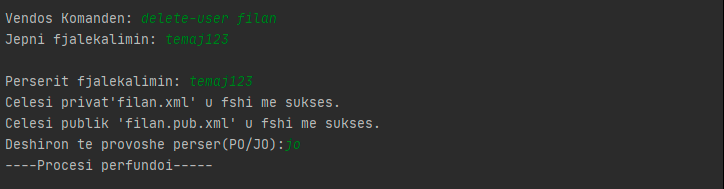 Vendos Komanden: delete-user filan
Jepni fjalekalimin: temaj123
Perserit fjalekalimin: temaj123
Celesi privat'filan.xml' u fshi me sukses.
Celesi publik 'filan.pub.xml' u fshi me sukses.
Deshiron te provoshe perser(PO/JO):jo
----Procesi perfundoi-----